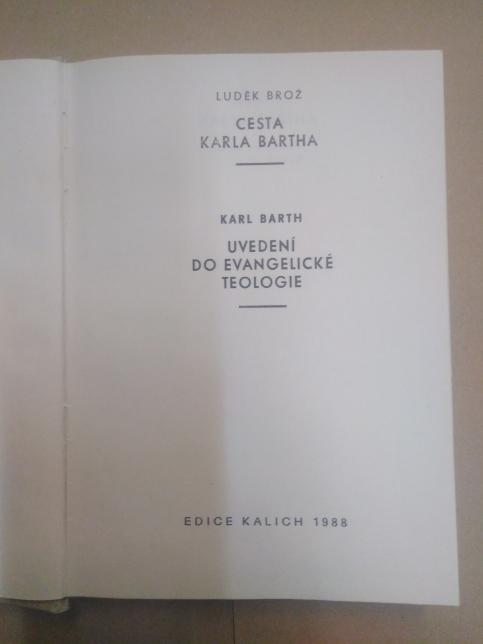 LUDĚK BROŽ
CESTA
KARLA BARTHA
KARL BARTH
UVEDENÍ
DO EVANGELICKÉ
TEOLOGIE
EDICE KALICH 1988